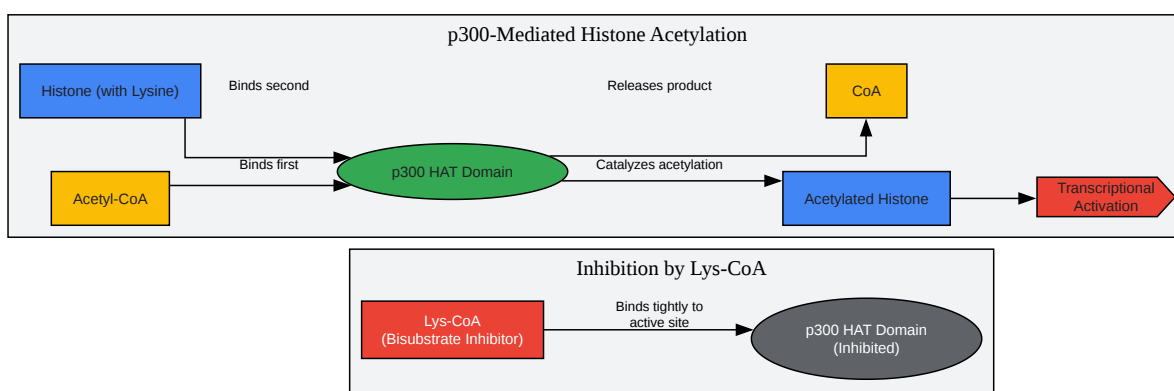 p300-Mediated Histone Acetylation
Histone (with Lysine)
Binds second
Releases product
CoA
Binds first
Catalyzes acetylation
p300 HAT Domain
Acetyl-CoA
Acetylated Histone
Transcriptional
Activation
Inhibition by Lys-CoA
Lys-CoA
(Bisubstrate Inhibitor)
Binds tightly to
active site
p300 HAT Domain
(Inhibited)